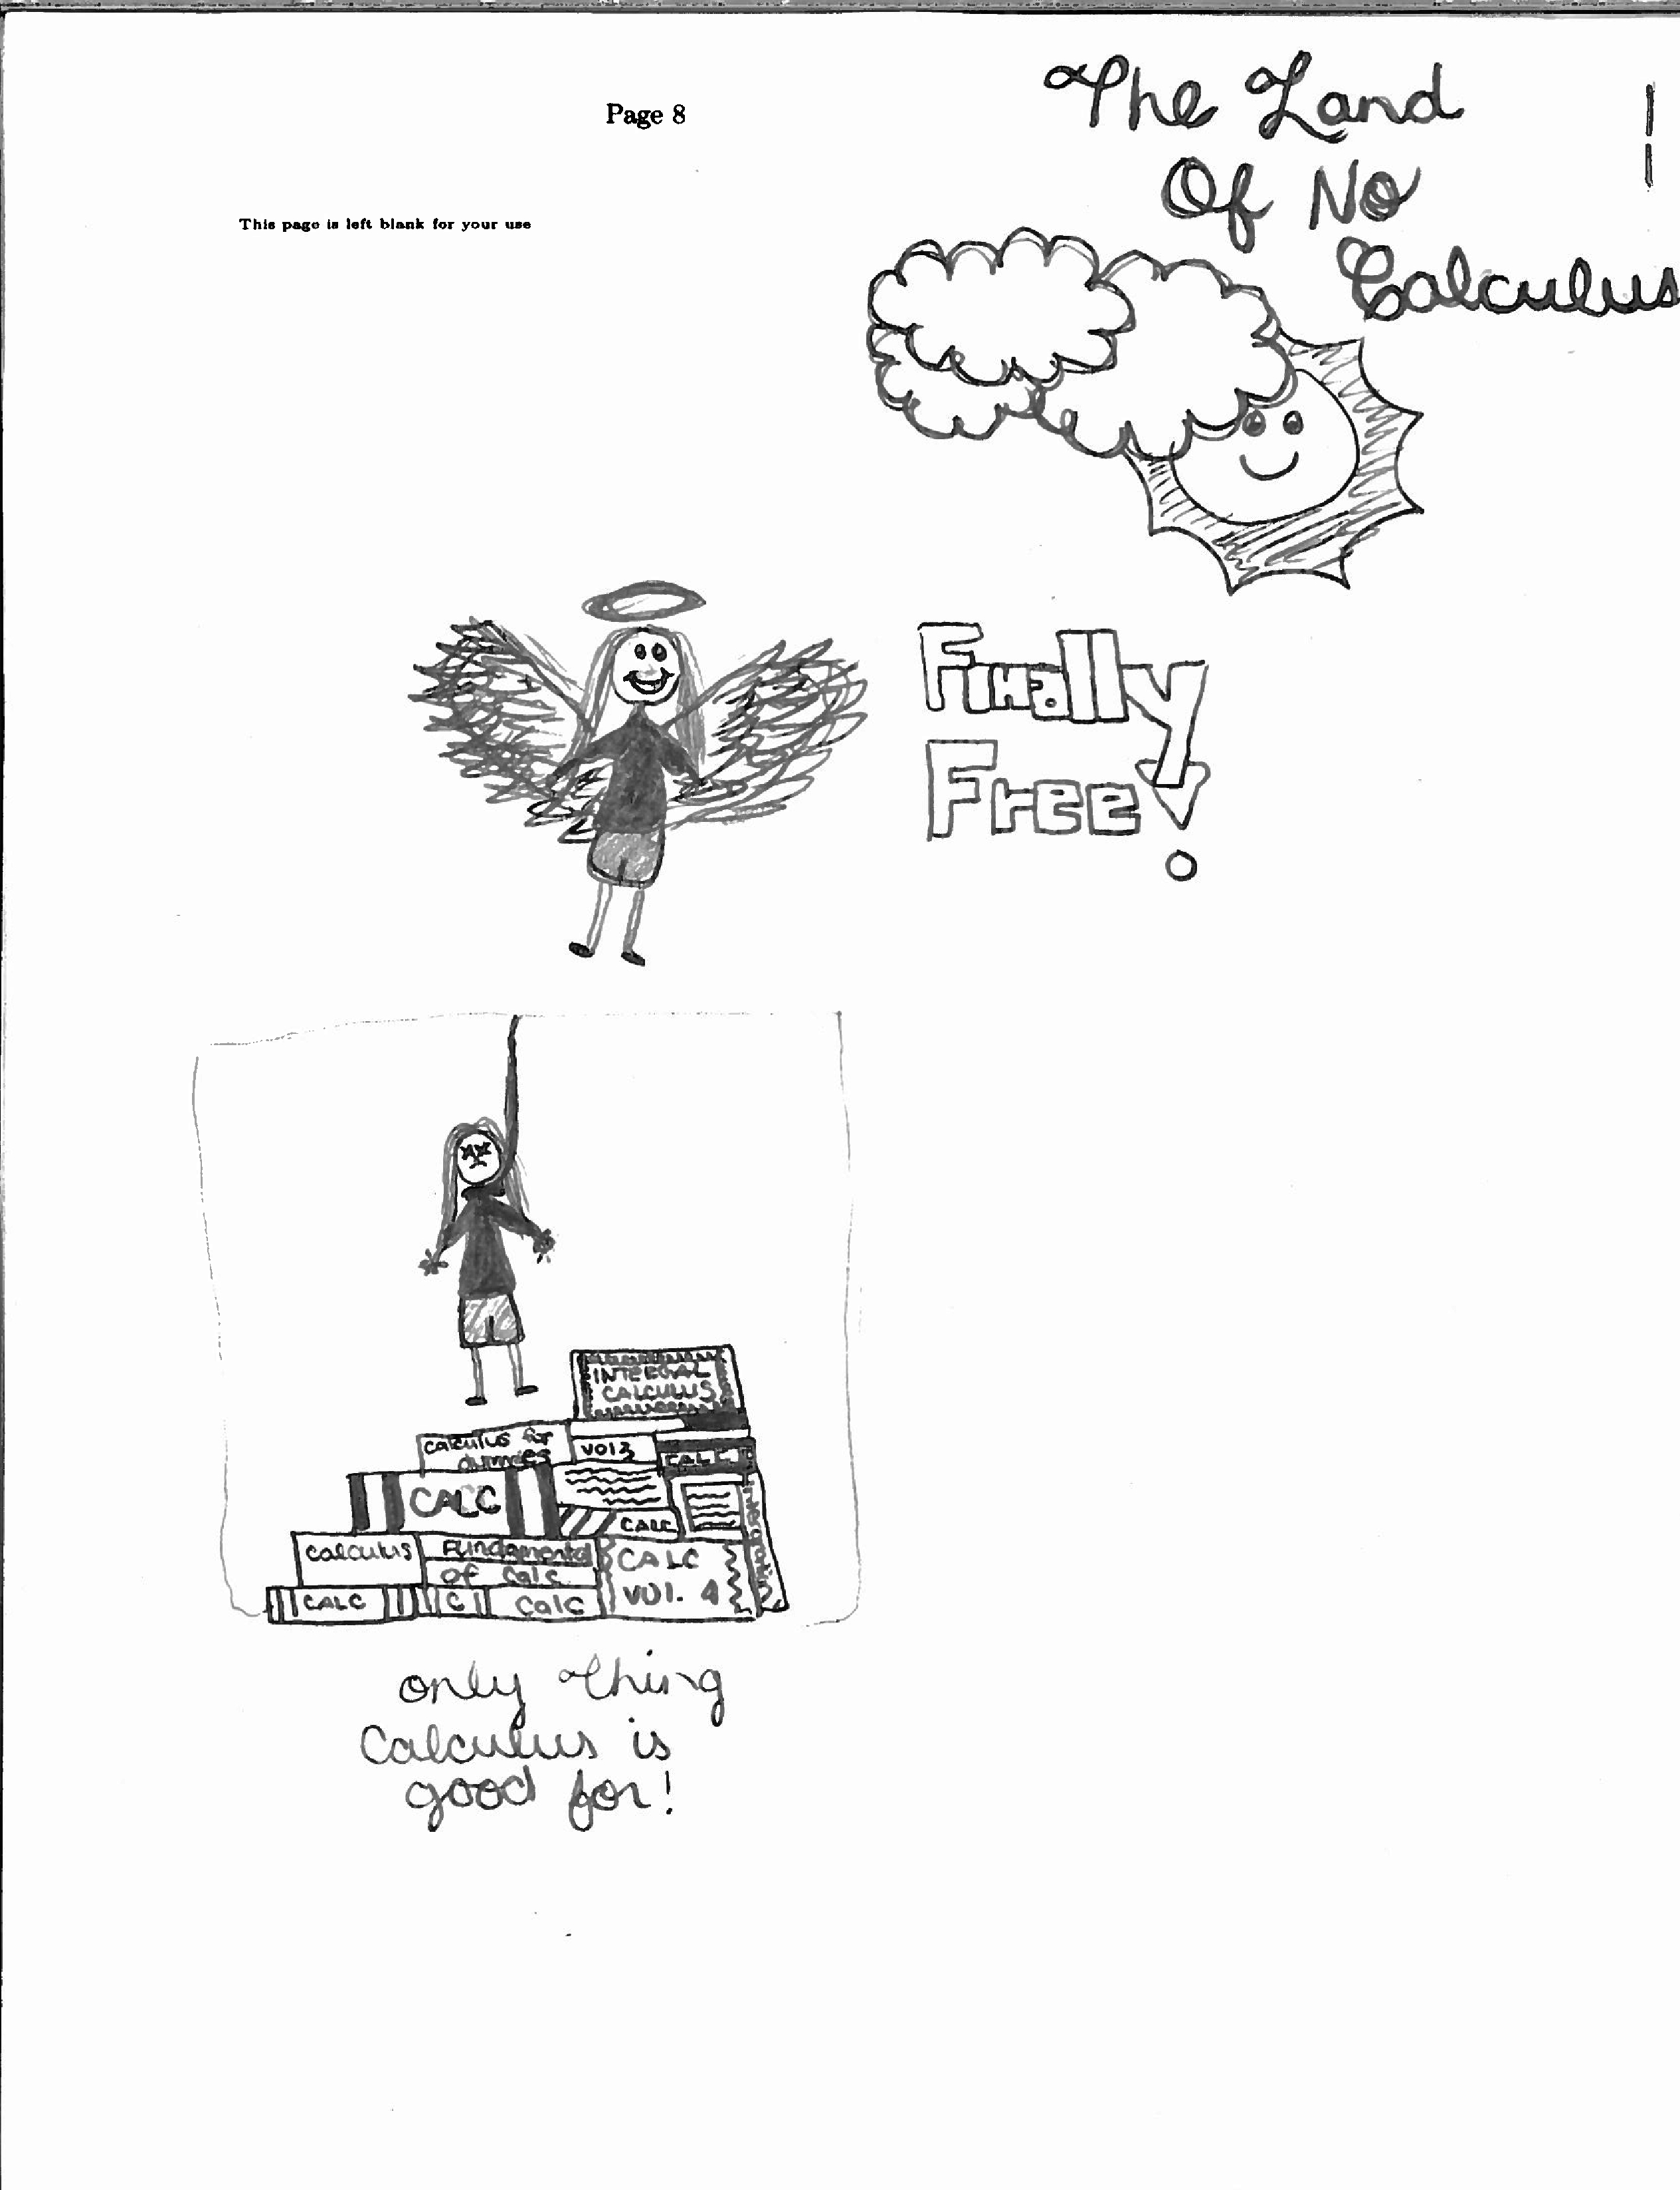 Page 8
This page is left blank for your use
The Land
Of No
Calculus
Finally
Free!
INTEGRAL
CALCULUS
calculus for
dummies
VOl 3
CALC
CALC
CALC
calculus
Fundamental
of Calc
CALC
VOl. 4
CALC
C
Calc
only thing
Calculus is
good for!